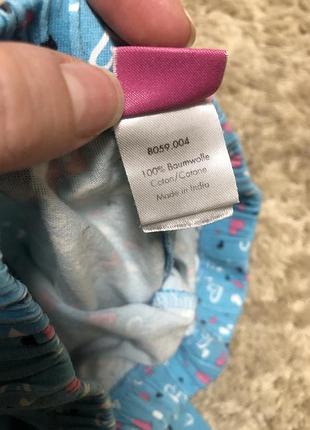 8059.004
100% Baumwolle
Coton/Cotone
Made in India